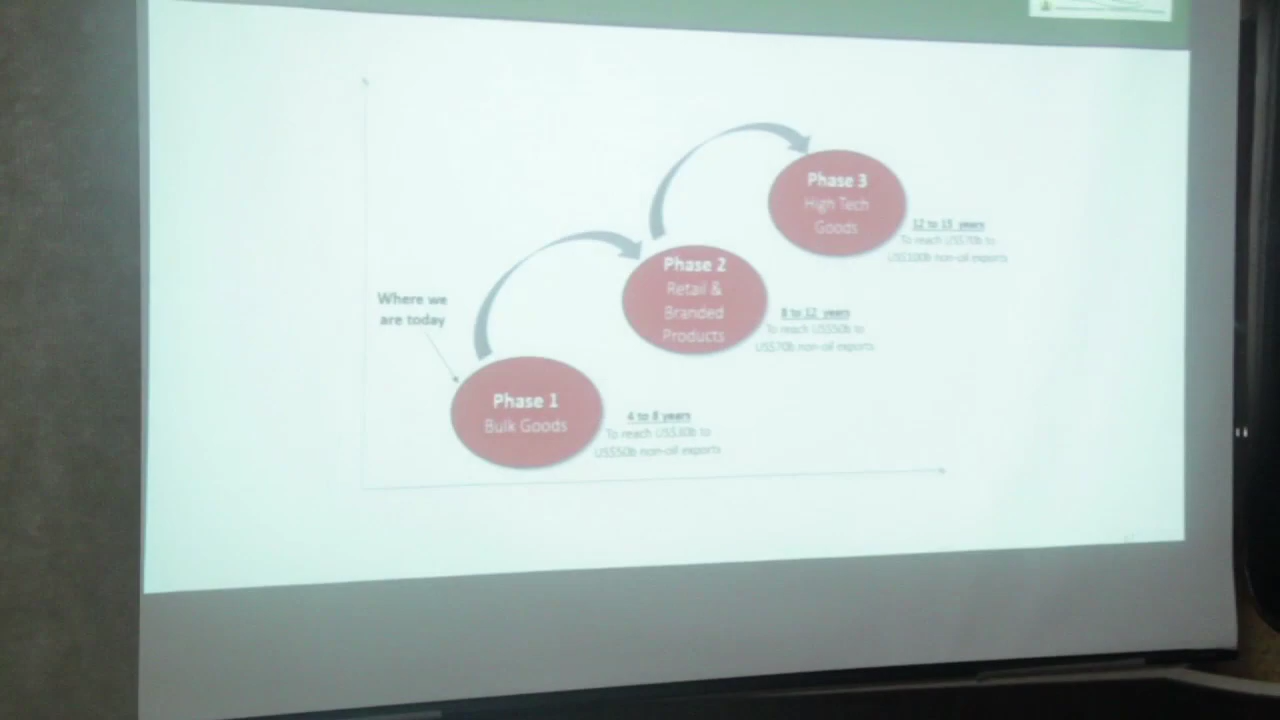 Phase 3
High Tech
Goods
12 to 15 years
To reach US$70b to
US$100b non-oil exports
Phase 2
Retail &
Branded
Products
8 to 12 years
To reach US$50b to
US$70b non-oil exports
Where we
are today
Phase 1
Bulk Goods
4 to 8 years
To reach US$30b to
US$50b non-oil exports